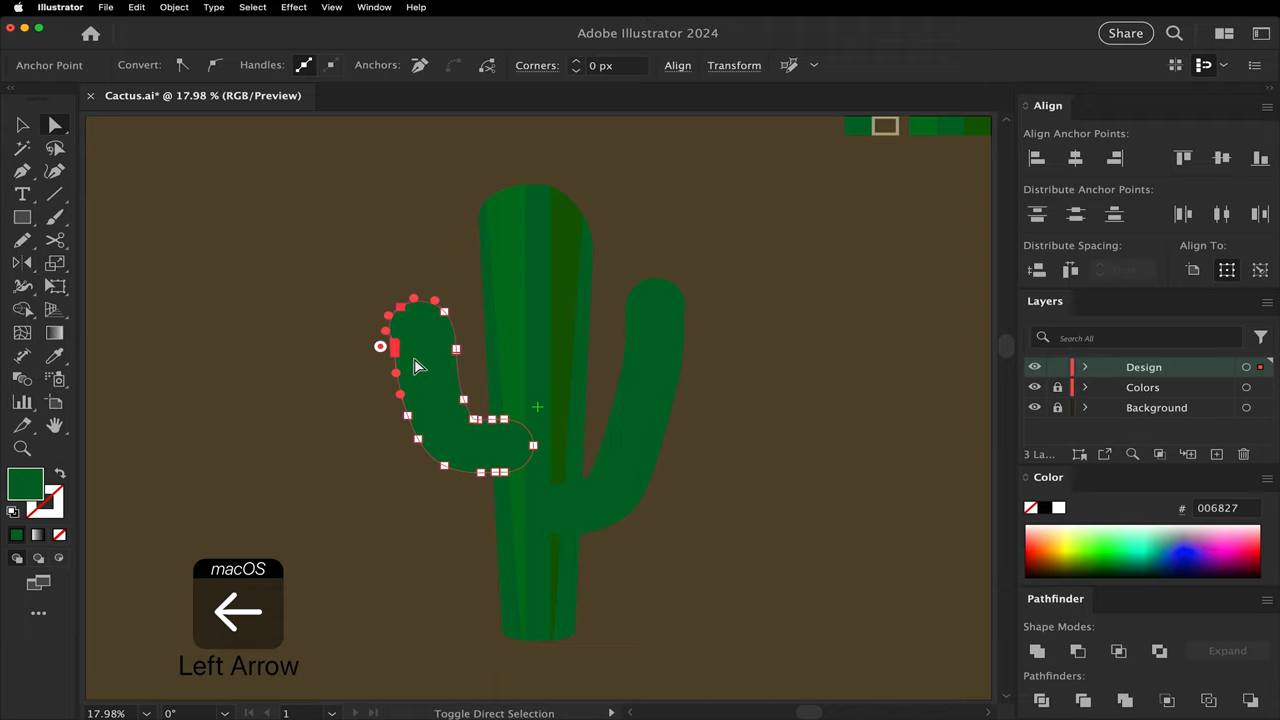 Illustrator File Edit Object Type Select Effect View Window Help
Adobe Illustrator 2024
Share
Anchor Point Convert: Handles: Anchors: Corners: 0 px Align Transform
Cactus.ai* @ 17.98 % (RGB/Preview)
Align
Align Anchor Points:
Distribute Anchor Points:
Distribute Spacing: Align To:
Layers
Search All
Design
Colors
Background
3 La...
Color
# 006827
Pathfinder
Shape Modes:
Expand
Pathfinders:
macOS
Left Arrow
17.98% 0° 1 Toggle Direct Selection